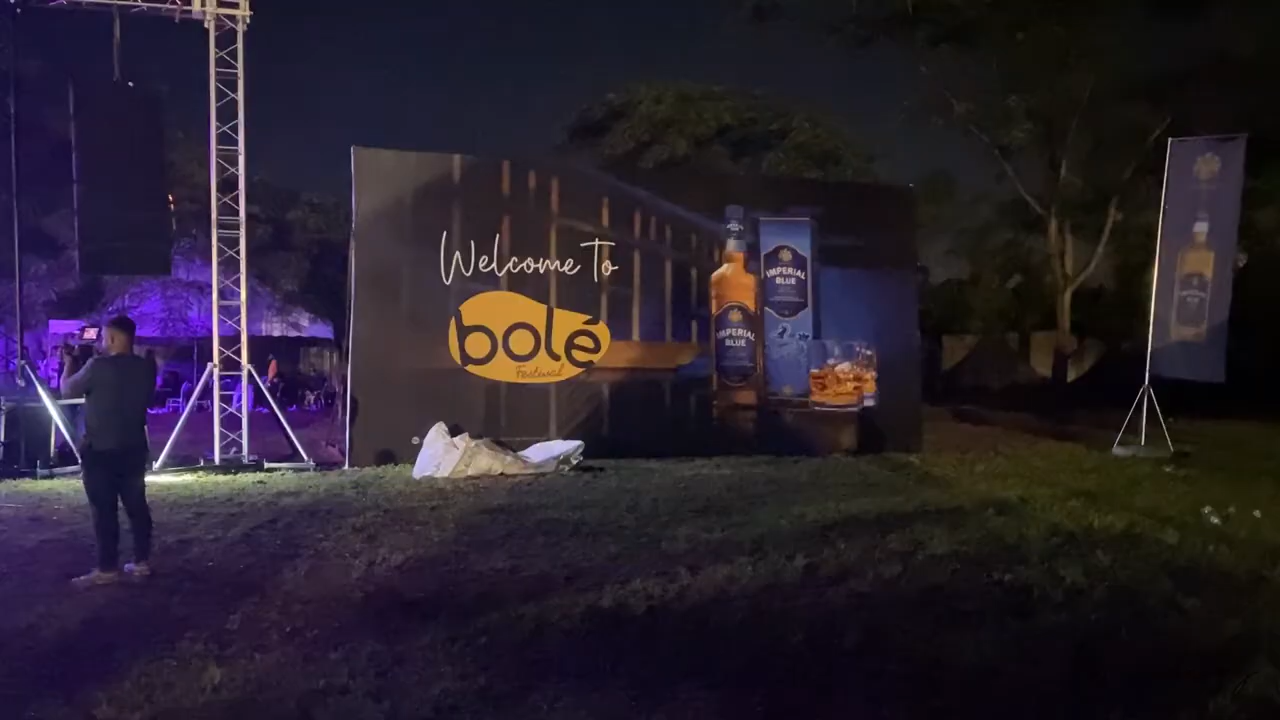 Welcome To
bolé
Festival
IMPERIAL
BLUE
IMPERIAL
BLUE